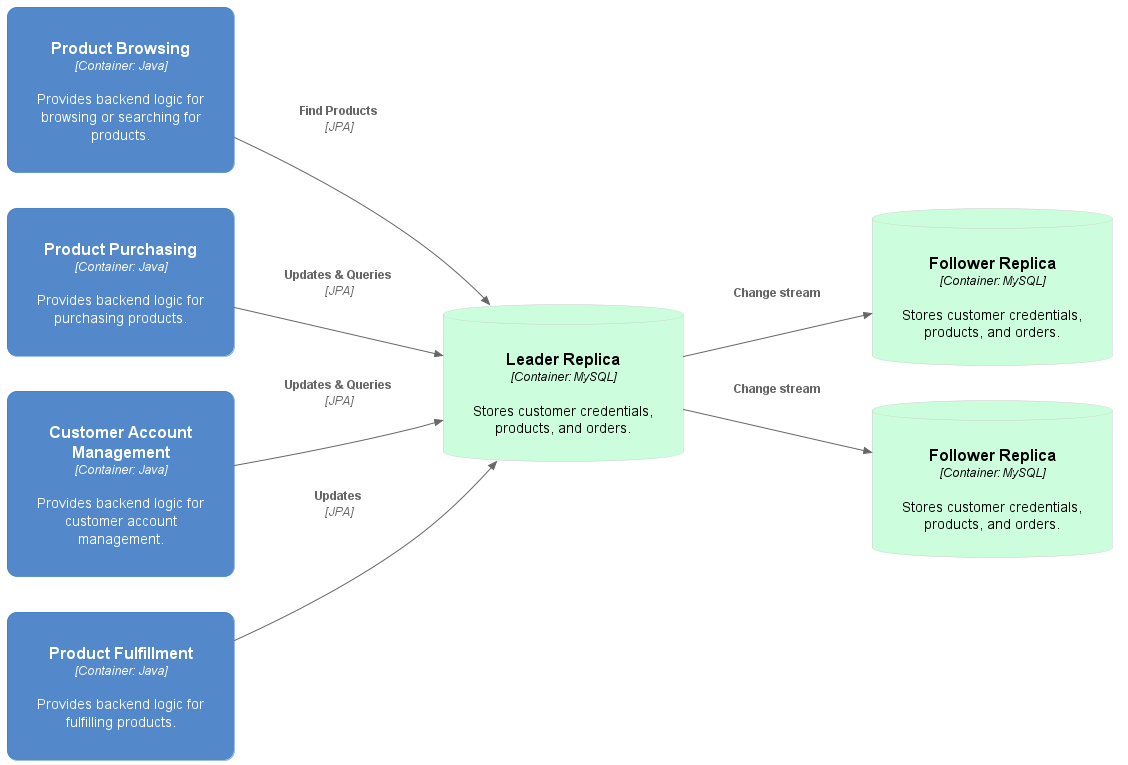 Product Browsing
[Container: Java]
Provides backend logic for
browsing or searching for
products.
Find Products
[JPA]
Product Purchasing
[Container: Java]
Provides backend logic for
purchasing products.
Updates & Queries
[JPA]
Customer Account
Management
[Container: Java]
Provides backend logic for
customer account
management.
Updates & Queries
[JPA]
Product Fulfillment
[Container: Java]
Provides backend logic for
fulfilling products.
Updates
[JPA]
Leader Replica
[Container: MySQL]
Stores customer credentials,
products, and orders.
Change stream
Follower Replica
[Container: MySQL]
Stores customer credentials,
products, and orders.
Change stream
Follower Replica
[Container: MySQL]
Stores customer credentials,
products, and orders.